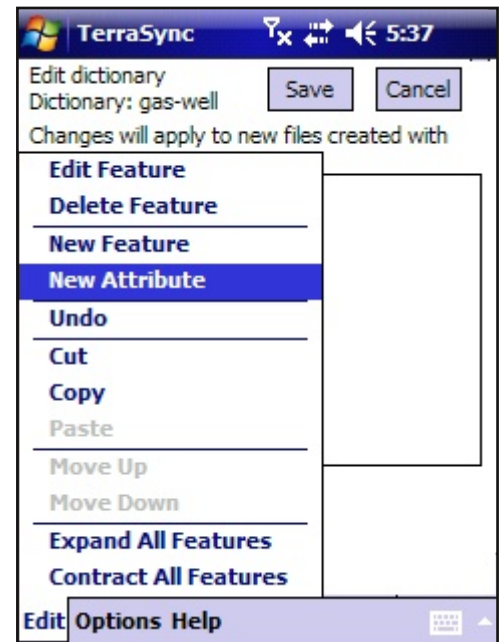 TerraSync 5:37
Edit dictionary
Dictionary: gas-well
Save Cancel
Changes will apply to new files created with
Edit Feature
Delete Feature
New Feature
New Attribute
Undo
Cut
Copy
Paste
Move Up
Move Down
Expand All Features
Contract All Features
Edit Options Help